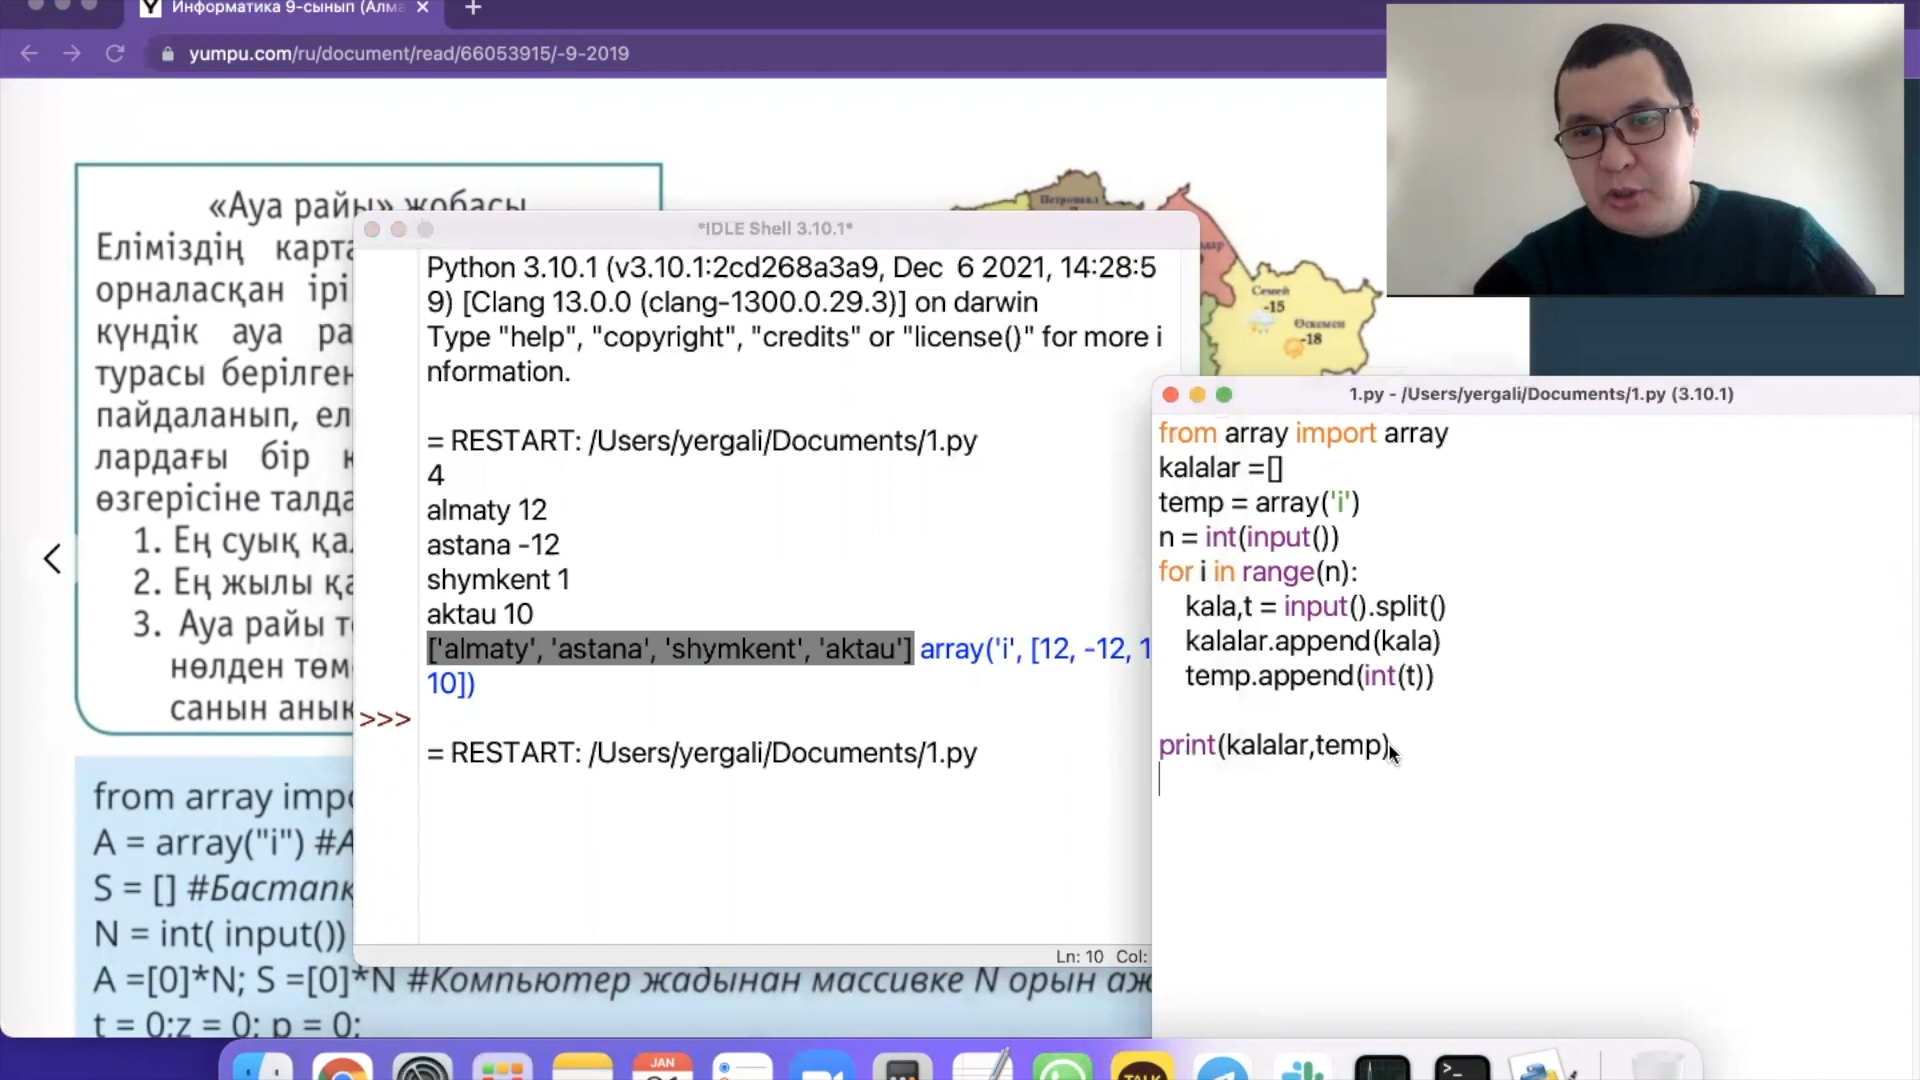 Информатика 9-сынып (Алма
yumpu.com/ru/document/read/66053915/-9-2019
«Ауа райы» жобасы
Еліміздің карта
орналасқан ірі
күндік ауа ра
турасы берілген
пайдаланып, ел
лардағы бір к
өзгерісіне талда
1. Ең суық қа
2. Ең жылы қа
3. Ауа райы т
нөлден төм
санын анық
from array impo
A = array("i") #А
S = [] #Бастапқ
N = int( input())
A =[0]*N; S =[0]*N #Компьютер жадынан массивке N орын аж
t = 0;z = 0; p = 0;
Петропавл
дар
Семей
-15
Өскемен
-18
*IDLE Shell 3.10.1*
Python 3.10.1 (v3.10.1:2cd268a3a9, Dec  6 2021, 14:28:5
9) [Clang 13.0.0 (clang-1300.0.29.3)] on darwin
Type "help", "copyright", "credits" or "license()" for more i
nformation.
= RESTART: /Users/yergali/Documents/1.py
4
almaty 12
astana -12
shymkent 1
aktau 10
['almaty', 'astana', 'shymkent', 'aktau'] array('i', [12, -12, 1
10])
>>>
= RESTART: /Users/yergali/Documents/1.py
Ln: 10 Col:
1.py - /Users/yergali/Documents/1.py (3.10.1)
from array import array
kalalar =[]
temp = array('i')
n = int(input())
for i in range(n):
    kala,t = input().split()
    kalalar.append(kala)
    temp.append(int(t))
print(kalalar,temp)
JAN
TALK
>_